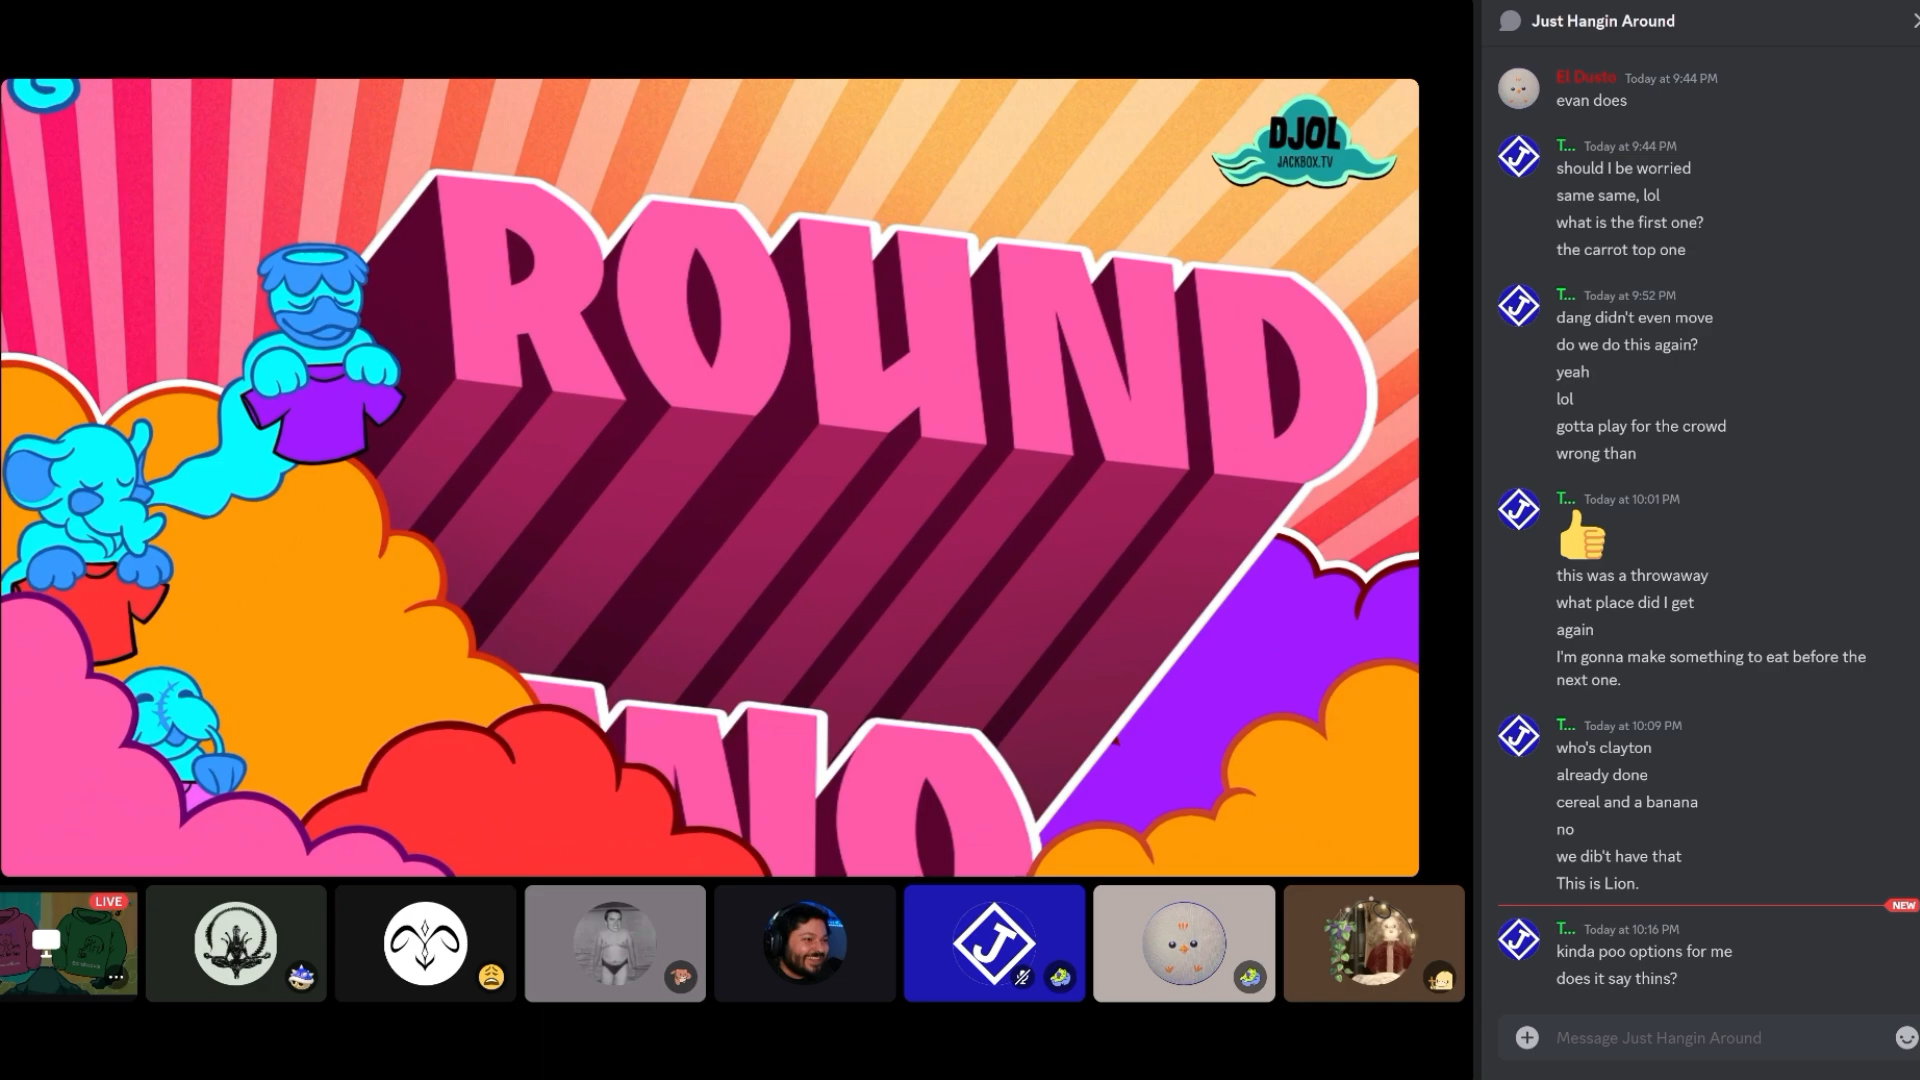 G
DJOL
JACKBOX.TV
ROUND
LIVE
J
Just Hangin Around
El Dusto Today at 9:44 PM
evan does
T... Today at 9:44 PM
should I be worried
same same, lol
what is the first one?
the carrot top one
T... Today at 9:52 PM
dang didn't even move
do we do this again?
yeah
lol
gotta play for the crowd
wrong than
T... Today at 10:01 PM
this was a throwaway
what place did I get
again
I'm gonna make something to eat before the
next one.
T... Today at 10:09 PM
who's clayton
already done
cereal and a banana
no
we dib't have that
This is Lion.
NEW
T... Today at 10:16 PM
kinda poo options for me
does it say thins?
Message Just Hangin Around